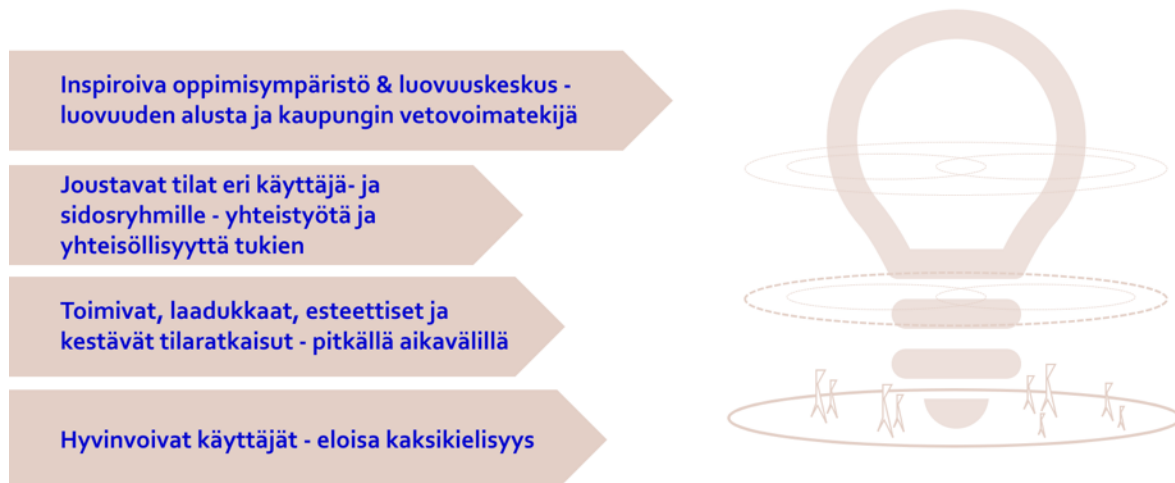 Inspiroiva oppimisympäristö & luovuuskeskus -
luovuuden alusta ja kaupungin vetovoimatekijä
Joustavat tilat eri käyttäjä- ja
sidosryhmille - yhteistyötä ja
yhteisöllisyyttä tukien
Toimivat, laadukkaat, esteettiset ja
kestävät tilaratkaisut - pitkällä aikavälillä
Hyvinvoivat käyttäjät - eloisa kaksikielisyys